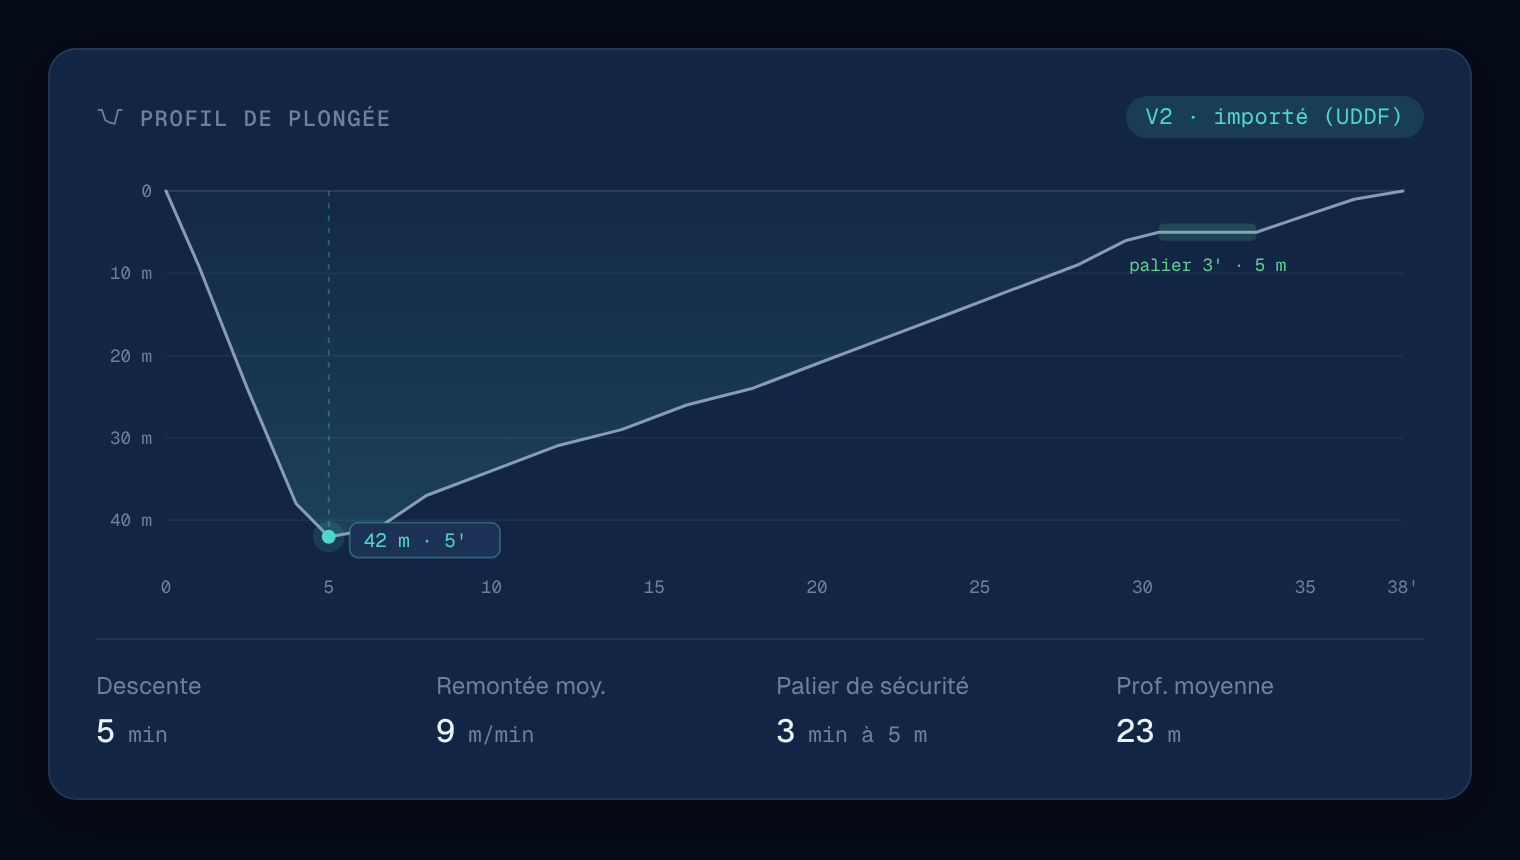 PROFIL DE PLONGÉE
V2 · importé (UDDF)
0
10 m
20 m
30 m
40 m
palier 3' · 5 m
42 m · 5'
0 5 10 15 20 25 30 35 38'
Descente
5 min
Remontée moy.
9 m/min
Palier de sécurité
3 min à 5 m
Prof. moyenne
23 m